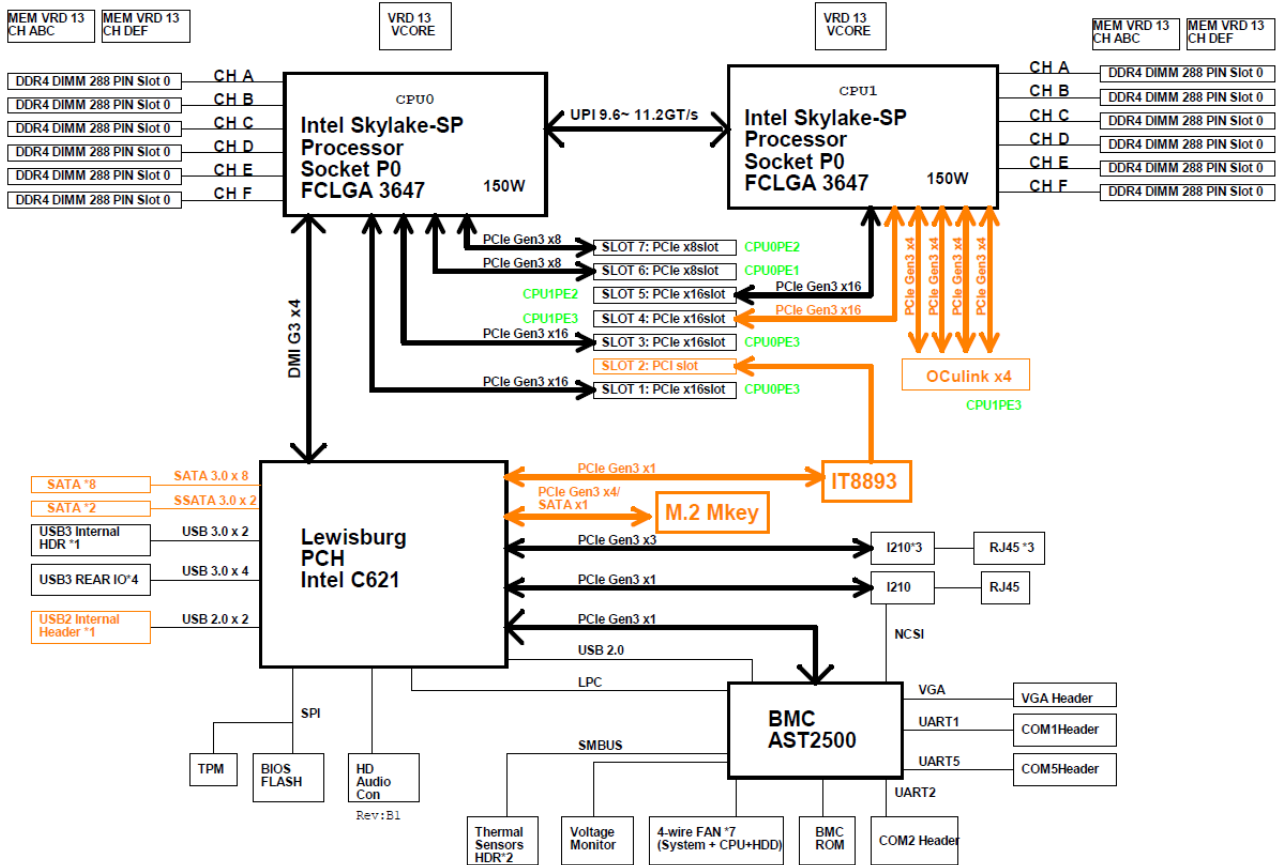 MEM VRD 13
CH ABC
MEM VRD 13
CH DEF
VRD 13
VCORE
VRD 13
VCORE
MEM VRD 13
CH ABC
MEM VRD 13
CH DEF
DDR4 DIMM 288 PIN Slot 0
CH A
DDR4 DIMM 288 PIN Slot 0
CH B
DDR4 DIMM 288 PIN Slot 0
CH C
DDR4 DIMM 288 PIN Slot 0
CH D
DDR4 DIMM 288 PIN Slot 0
CH E
DDR4 DIMM 288 PIN Slot 0
CH F
CPU0
Intel Skylake-SP
Processor
Socket P0
FCLGA 3647
150W
UPI 9.6~ 11.2GT/s
CPU1
Intel Skylake-SP
Processor
Socket P0
FCLGA 3647
150W
CH A
DDR4 DIMM 288 PIN Slot 0
CH B
DDR4 DIMM 288 PIN Slot 0
CH C
DDR4 DIMM 288 PIN Slot 0
CH D
DDR4 DIMM 288 PIN Slot 0
CH E
DDR4 DIMM 288 PIN Slot 0
CH F
DDR4 DIMM 288 PIN Slot 0
PCIe Gen3 x8
SLOT 7: PCIe x8slot
CPU0PE2
PCIe Gen3 x8
SLOT 6: PCIe x8slot
CPU0PE1
CPU1PE2
SLOT 5: PCIe x16slot
PCIe Gen3 x16
CPU1PE3
SLOT 4: PCIe x16slot
PCIe Gen3 x16
PCIe Gen3 x16
SLOT 3: PCIe x16slot
CPU0PE3
SLOT 2: PCI slot
PCIe Gen3 x16
SLOT 1: PCIe x16slot
CPU0PE3
PCIe Gen3 x4
PCIe Gen3 x4
PCIe Gen3 x4
PCIe Gen3 x4
OCulink x4
CPU1PE3
DMI G3 x4
SATA *8
SATA 3.0 x 8
SATA *2
SSATA 3.0 x 2
USB3 Internal
HDR *1
USB 3.0 x 2
USB3 REAR IO*4
USB 3.0 x 4
USB2 Internal
Header *1
USB 2.0 x 2
Lewisburg
PCH
Intel C621
PCIe Gen3 x1
IT8893
PCIe Gen3 x4/
SATA x1
M.2 Mkey
PCIe Gen3 x3
I210*3
RJ45 *3
PCIe Gen3 x1
I210
RJ45
PCIe Gen3 x1
NCSI
USB 2.0
LPC
SPI
TPM
BIOS
FLASH
HD
Audio
Con
Rev:B1
BMC
AST2500
VGA
VGA Header
UART1
COM1Header
UART5
COM5Header
UART2
SMBUS
Thermal
Sensors
HDR*2
Voltage
Monitor
4-wire FAN *7
(System + CPU+HDD)
BMC
ROM
COM2 Header